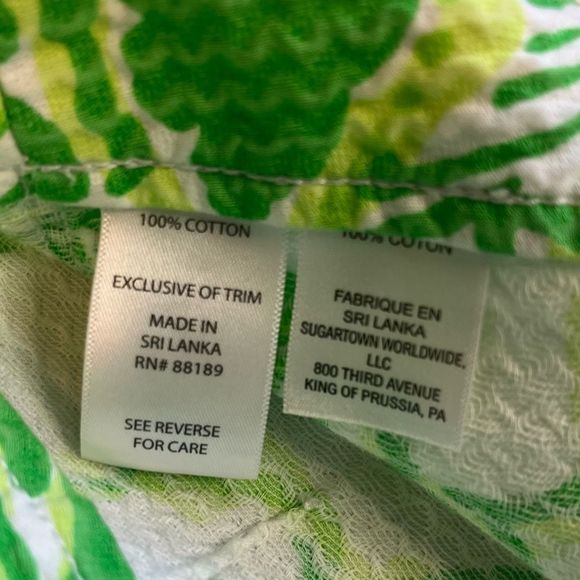 100% COTTON
EXCLUSIVE OF TRIM
MADE IN
SRI LANKA
RN# 88189
SEE REVERSE
FOR CARE
100% COTTON
FABRIQUE EN
SRI LANKA
SUGARTOWN WORLDWIDE,
LLC
800 THIRD AVENUE
KING OF PRUSSIA, PA